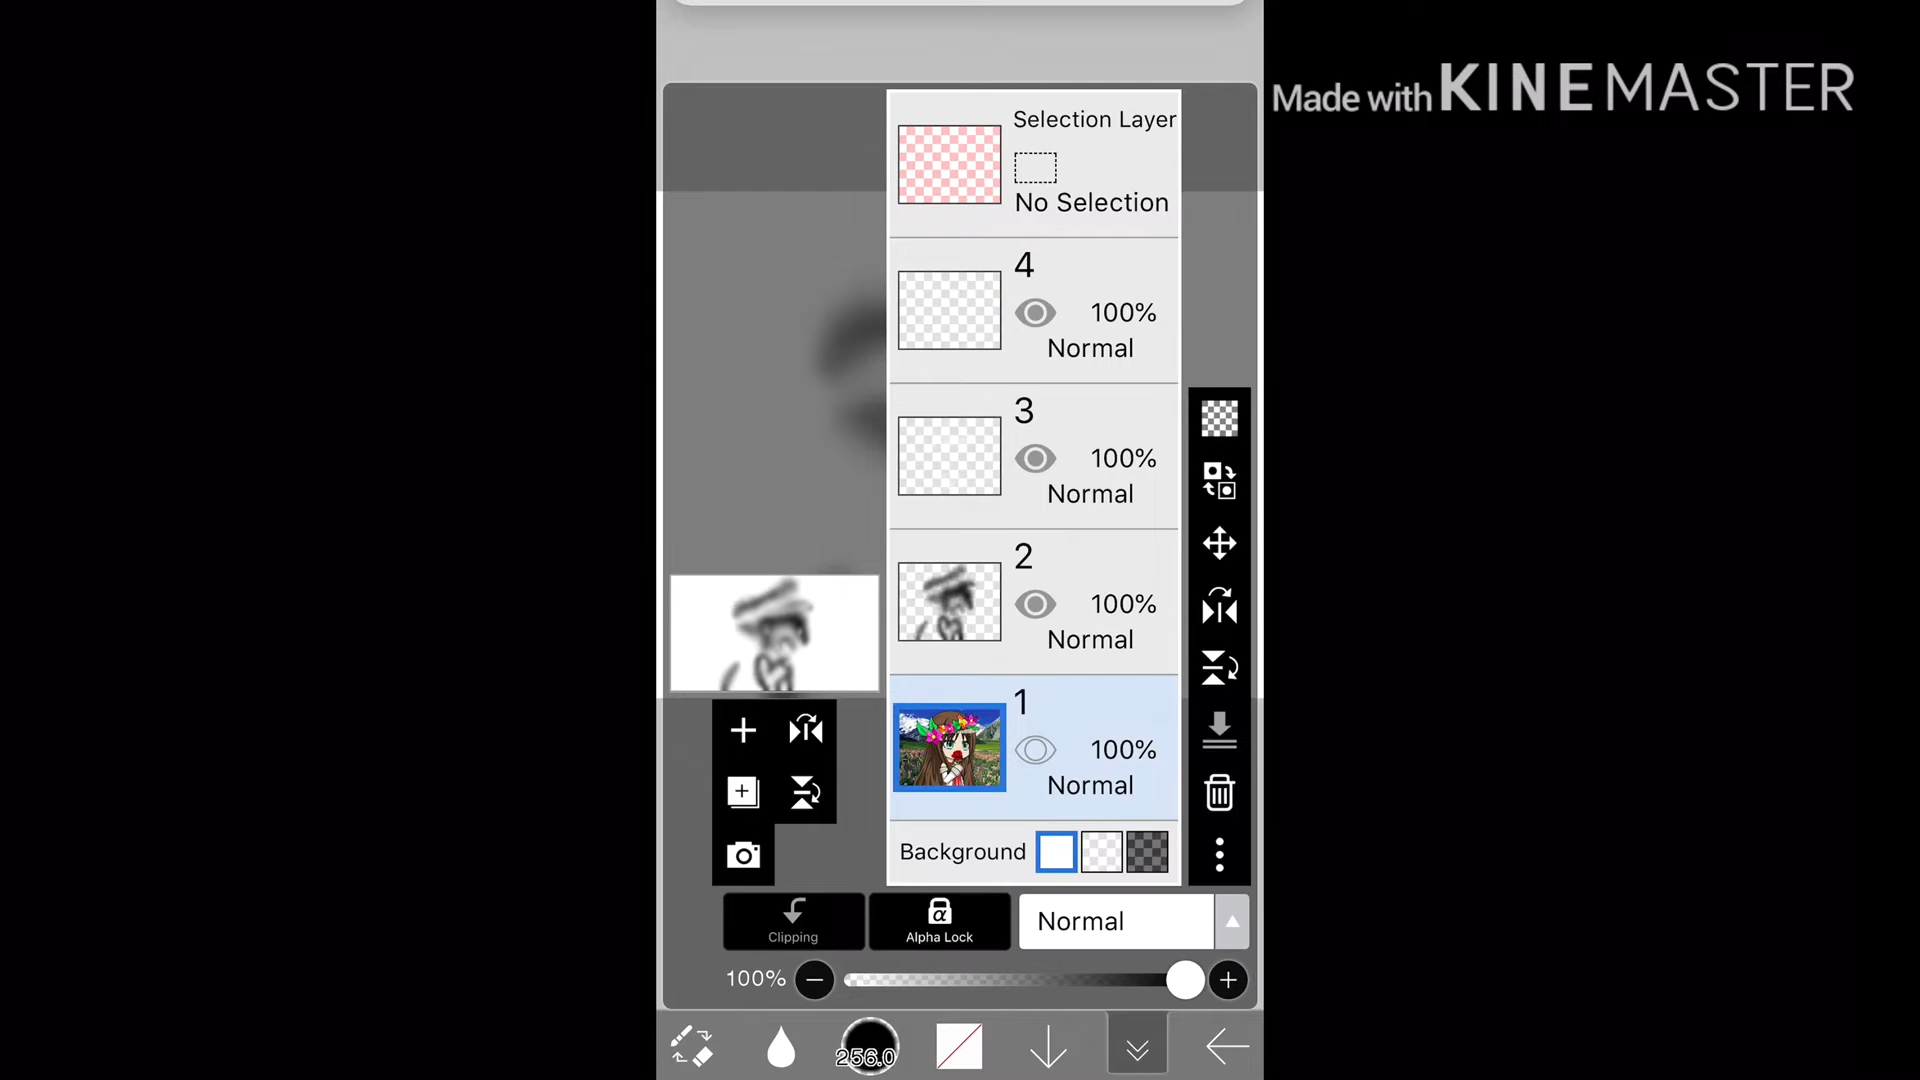 Made with KINEMASTER
Selection Layer
No Selection
4
100%
Normal
3
100%
Normal
2
100%
Normal
1
100%
Normal
Background
Clipping
α
Alpha Lock
Normal
100%
256.0